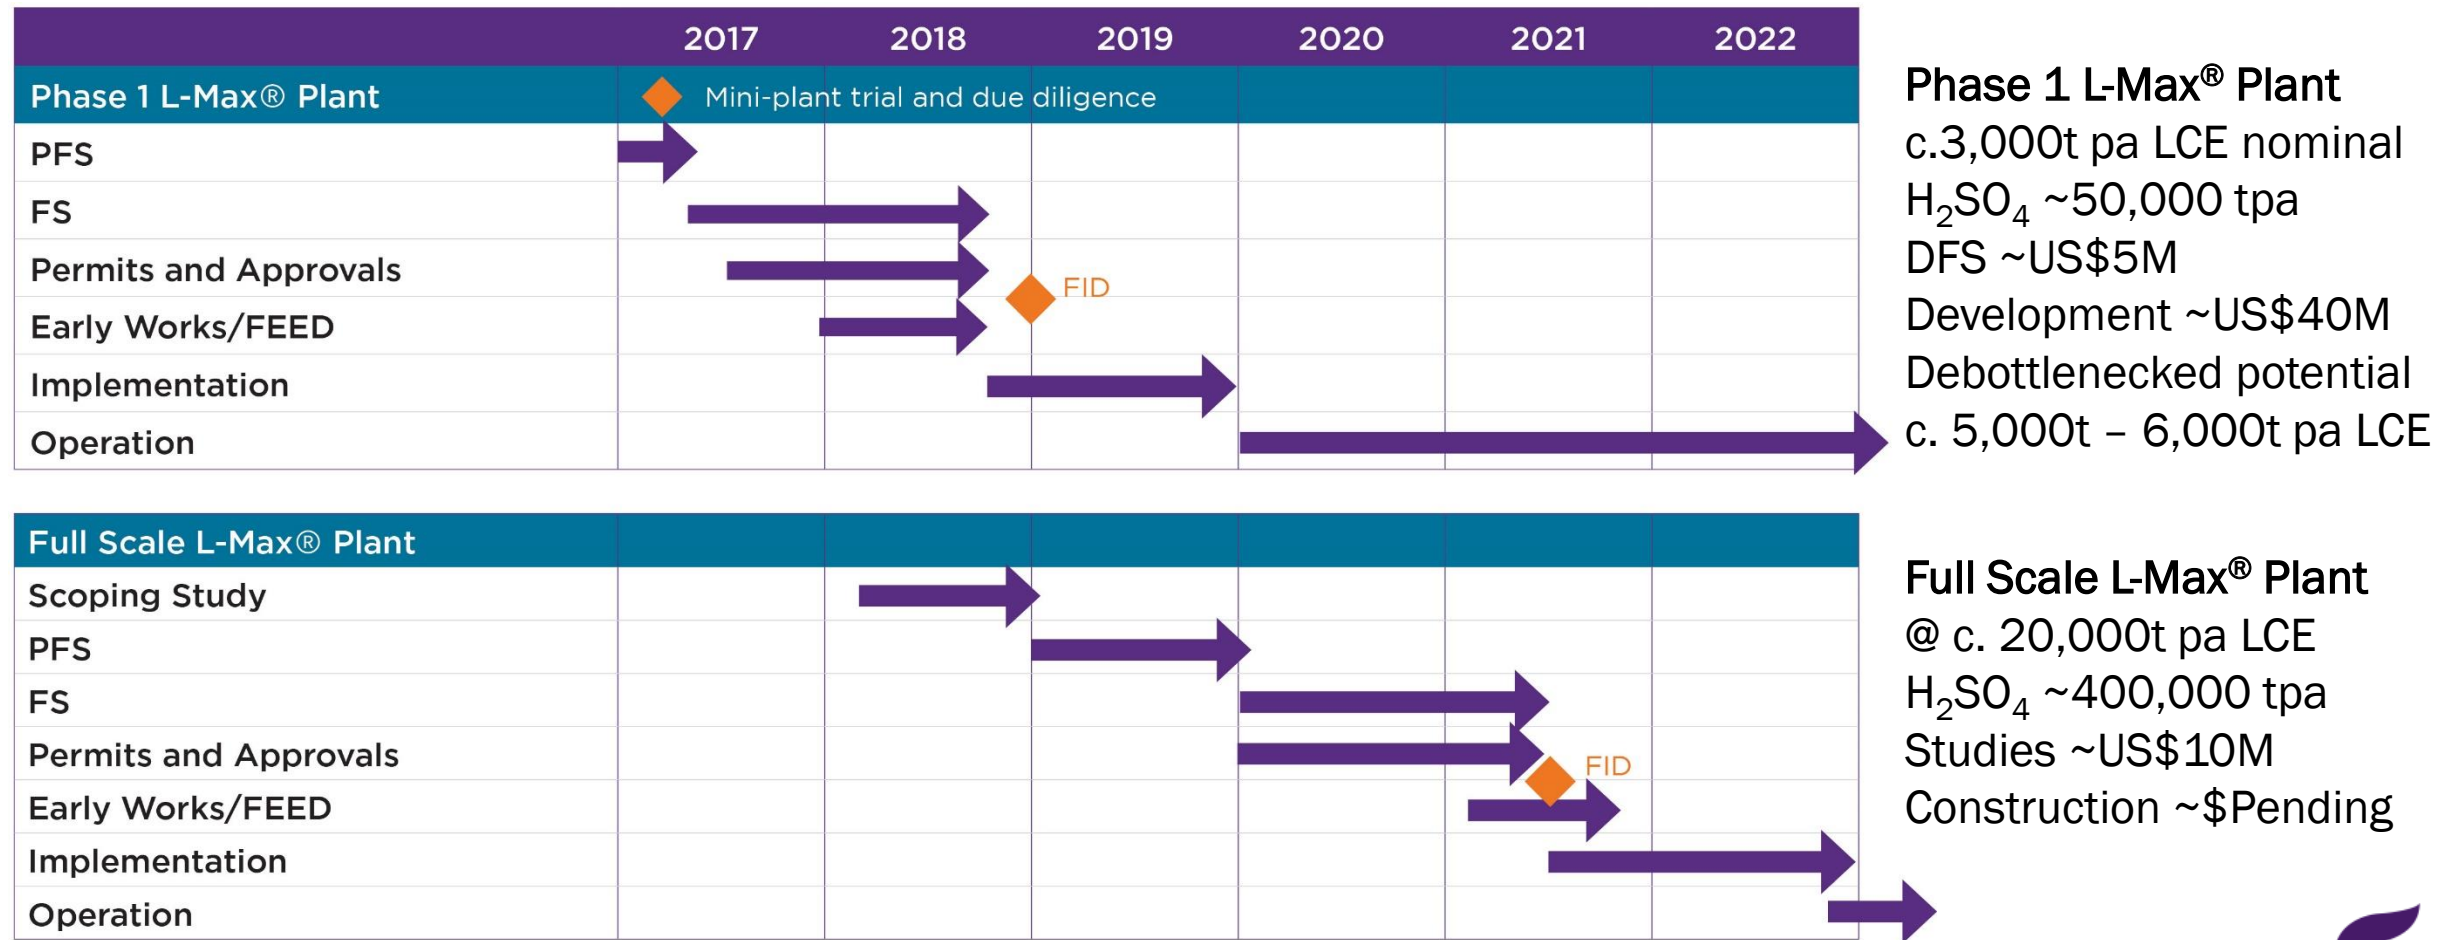 2017 2018 2019 2020 2021 2022
Phase 1 L-Max® Plant
Mini-plant trial and due diligence
PFS
FS
Permits and Approvals
FID
Early Works/FEED
Implementation
Operation
Phase 1 L-Max® Plant
c.3,000t pa LCE nominal
H₂SO₄ ~50,000 tpa
DFS ~US$5M
Development ~US$40M
Debottlenecked potential
c. 5,000t – 6,000t pa LCE
Full Scale L-Max® Plant
Scoping Study
PFS
FS
Permits and Approvals
FID
Early Works/FEED
Implementation
Operation
Full Scale L-Max® Plant
@ c. 20,000t pa LCE
H₂SO₄ ~400,000 tpa
Studies ~US$10M
Construction ~$Pending